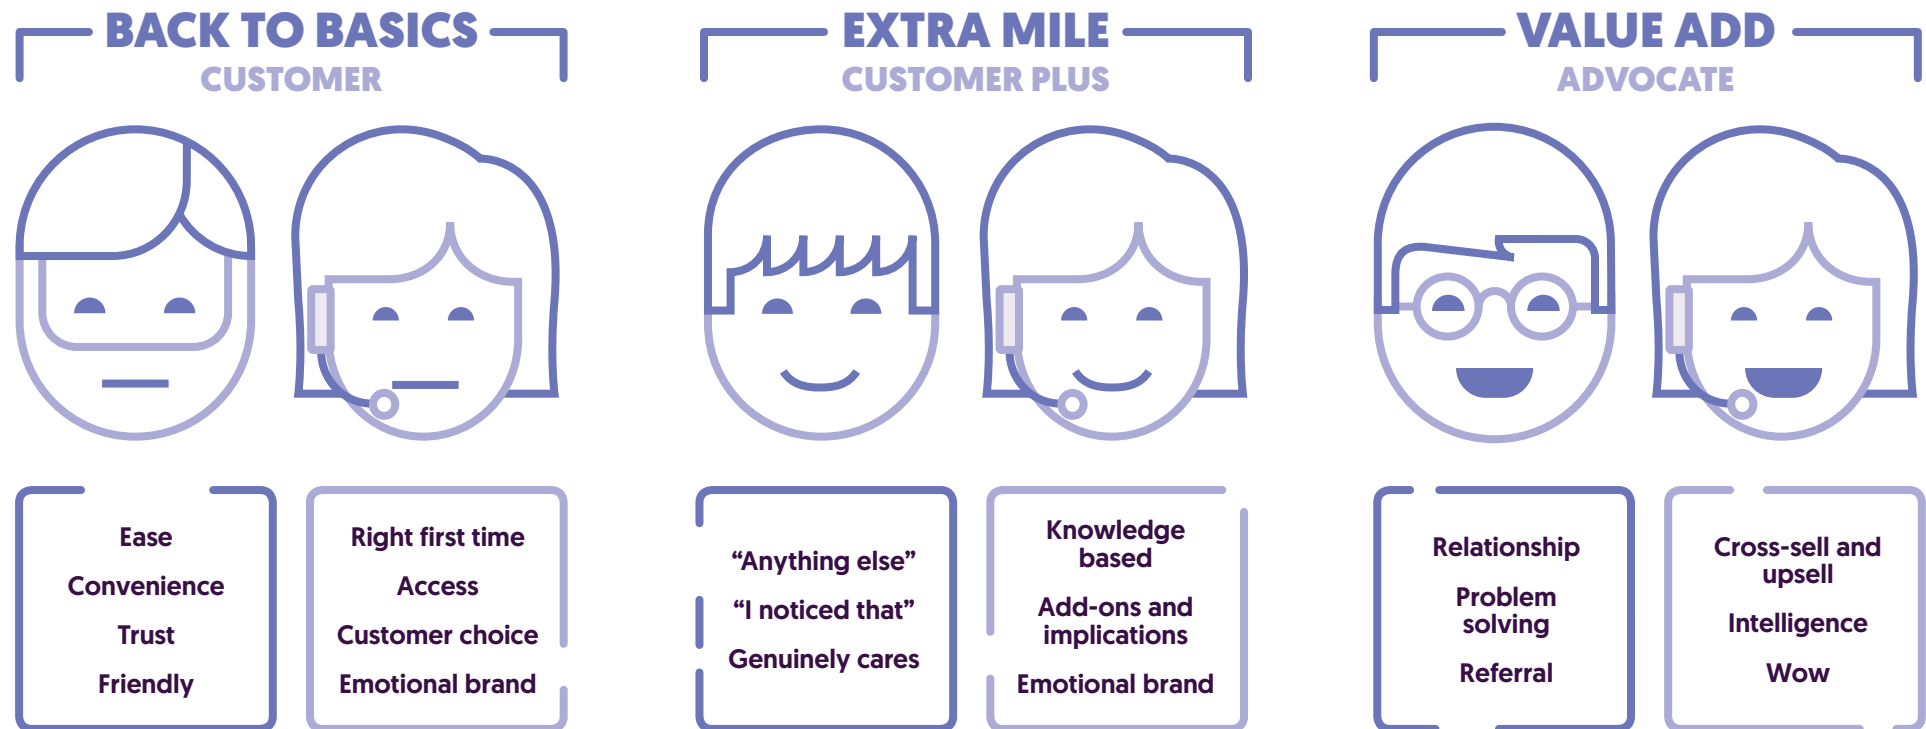 BACK TO BASICS
CUSTOMER
Ease
Convenience
Trust
Friendly
Right first time
Access
Customer choice
Emotional brand
EXTRA MILE
CUSTOMER PLUS
“Anything else”
“I noticed that”
Genuinely cares
Knowledge
based
Add-ons and
implications
Emotional brand
VALUE ADD
ADVOCATE
Relationship
Problem
solving
Referral
Cross-sell and
upsell
Intelligence
Wow